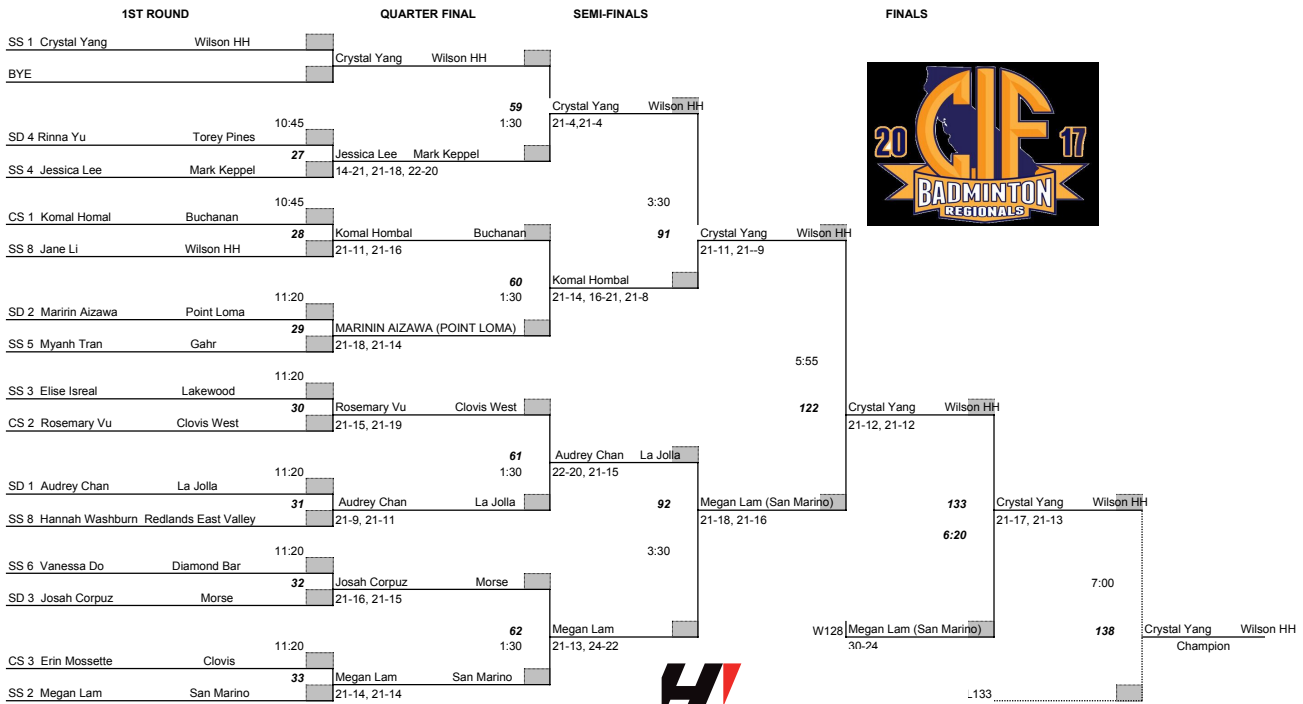 1ST ROUND QUARTER FINAL SEMI-FINALS FINALS
SS 1 Crystal Yang Wilson HH
Crystal Yang Wilson HH
BYE
59 Crystal Yang Wilson HH
10:45 1:30 21-4,21-4
SD 4 Rinna Yu Torey Pines
27 Jessica Lee Mark Keppel
SS 4 Jessica Lee Mark Keppel 14-21, 21-18, 22-20
10:45 3:30
CS 1 Komal Homal Buchanan
28 Komal Hombal Buchanan 91 Crystal Yang Wilson HH
SS 8 Jane Li Wilson HH 21-11, 21-16 21-11, 21--9
60 Komal Hombal
11:20 1:30 21-14, 16-21, 21-8
SD 2 Maririn Aizawa Point Loma
29 MARININ AIZAWA (POINT LOMA)
SS 5 Myanh Tran Gahr 21-18, 21-14
5:55
11:20
SS 3 Elise Isreal Lakewood
30 Rosemary Vu Clovis West 122 Crystal Yang Wilson HH
CS 2 Rosemary Vu Clovis West 21-15, 21-19 21-12, 21-12
61 Audrey Chan La Jolla
11:20 1:30 22-20, 21-15
SD 1 Audrey Chan La Jolla
31 Audrey Chan La Jolla 92 Megan Lam (San Marino) 133 Crystal Yang Wilson HH
SS 8 Hannah Washburn Redlands East Valley 21-9, 21-11 21-18, 21-16 21-17, 21-13
6:20
11:20 3:30
SS 6 Vanessa Do Diamond Bar
32 Josah Corpuz Morse 7:00
SD 3 Josah Corpuz Morse 21-16, 21-15
62 Megan Lam W128 Megan Lam (San Marino) 138 Crystal Yang Wilson HH
11:20 1:30 21-13, 24-22 30-24 Champion
CS 3 Erin Mossette Clovis
33 Megan Lam San Marino
SS 2 Megan Lam San Marino 21-14, 21-14 L133
20 CIF 17
BADMINTON
REGIONALS